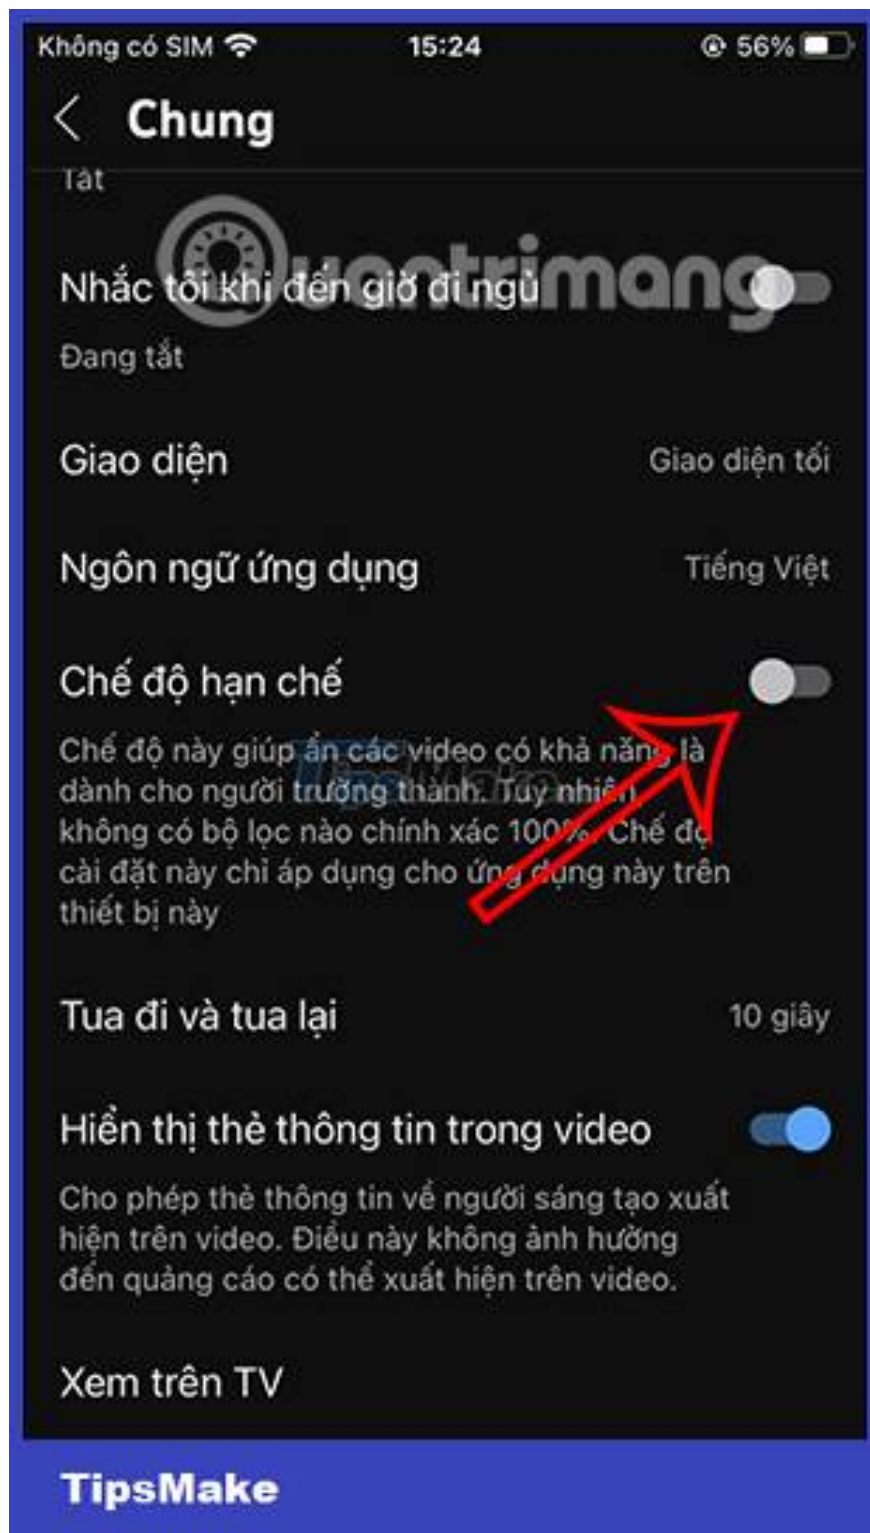 Không có SIM 15:24 56%
Chung
Tắt
Quantrimang
Nhắc tôi khi đến giờ đi ngủ
Đang tắt
Giao diện Giao diện tối
Ngôn ngữ ứng dụng Tiếng Việt
Chế độ hạn chế
Chế độ này giúp ẩn các video có khả năng là
dành cho người trưởng thành. Tuy nhiên,
không có bộ lọc nào chính xác 100%. Chế độ
cài đặt này chỉ áp dụng cho ứng dụng này trên
thiết bị này
Tua đi và tua lại 10 giây
Hiển thị thẻ thông tin trong video
Cho phép thẻ thông tin về người sáng tạo xuất
hiện trên video. Điều này không ảnh hưởng
đến quảng cáo có thể xuất hiện trên video.
Xem trên TV
TipsMake